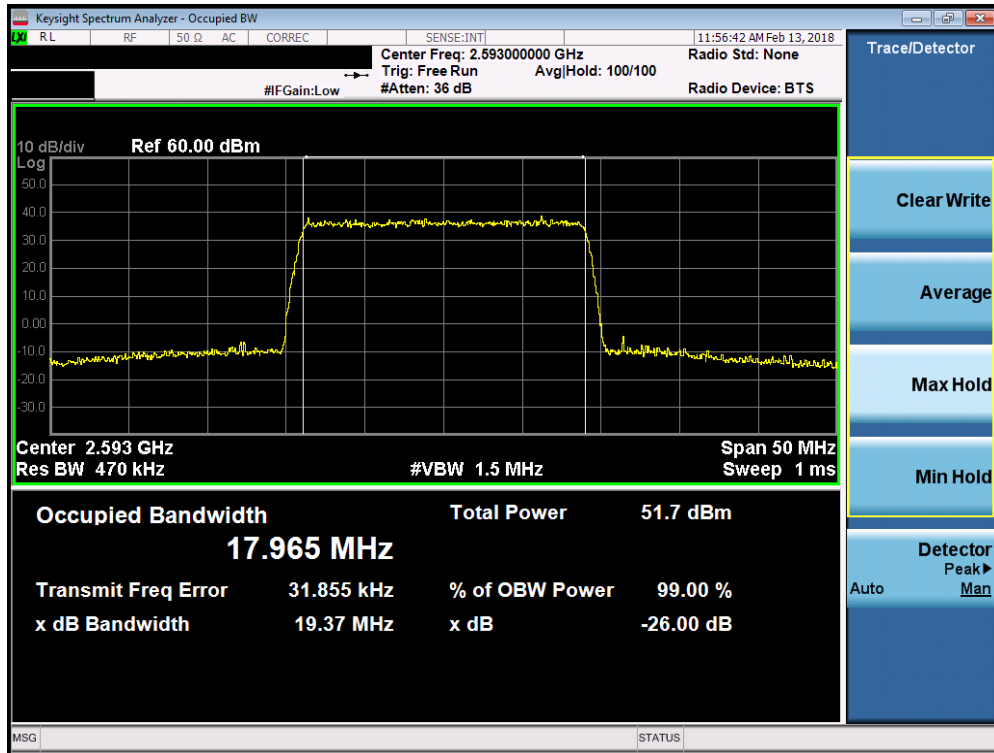 Keysight Spectrum Analyzer - Occupied BW
LXI RL RF 50 Ω AC CORREC SENSE:INT 11:56:42 AM Feb 13, 2018
Center Freq: 2.593000000 GHz Radio Std: None
Trig: Free Run Avg|Hold: 100/100
#IFGain:Low #Atten: 36 dB Radio Device: BTS
Trace/Detector
10 dB/div Ref 60.00 dBm
Log
50.0
40.0
30.0
20.0
10.0
0.00
-10.0
-20.0
-30.0
Center 2.593 GHz Span 50 MHz
Res BW 470 kHz #VBW 1.5 MHz Sweep 1 ms
Occupied Bandwidth Total Power 51.7 dBm
17.965 MHz
Transmit Freq Error 31.855 kHz % of OBW Power 99.00 %
x dB Bandwidth 19.37 MHz x dB -26.00 dB
Clear Write
Average
Max Hold
Min Hold
Detector
Peak▶
Auto Man
MSG STATUS